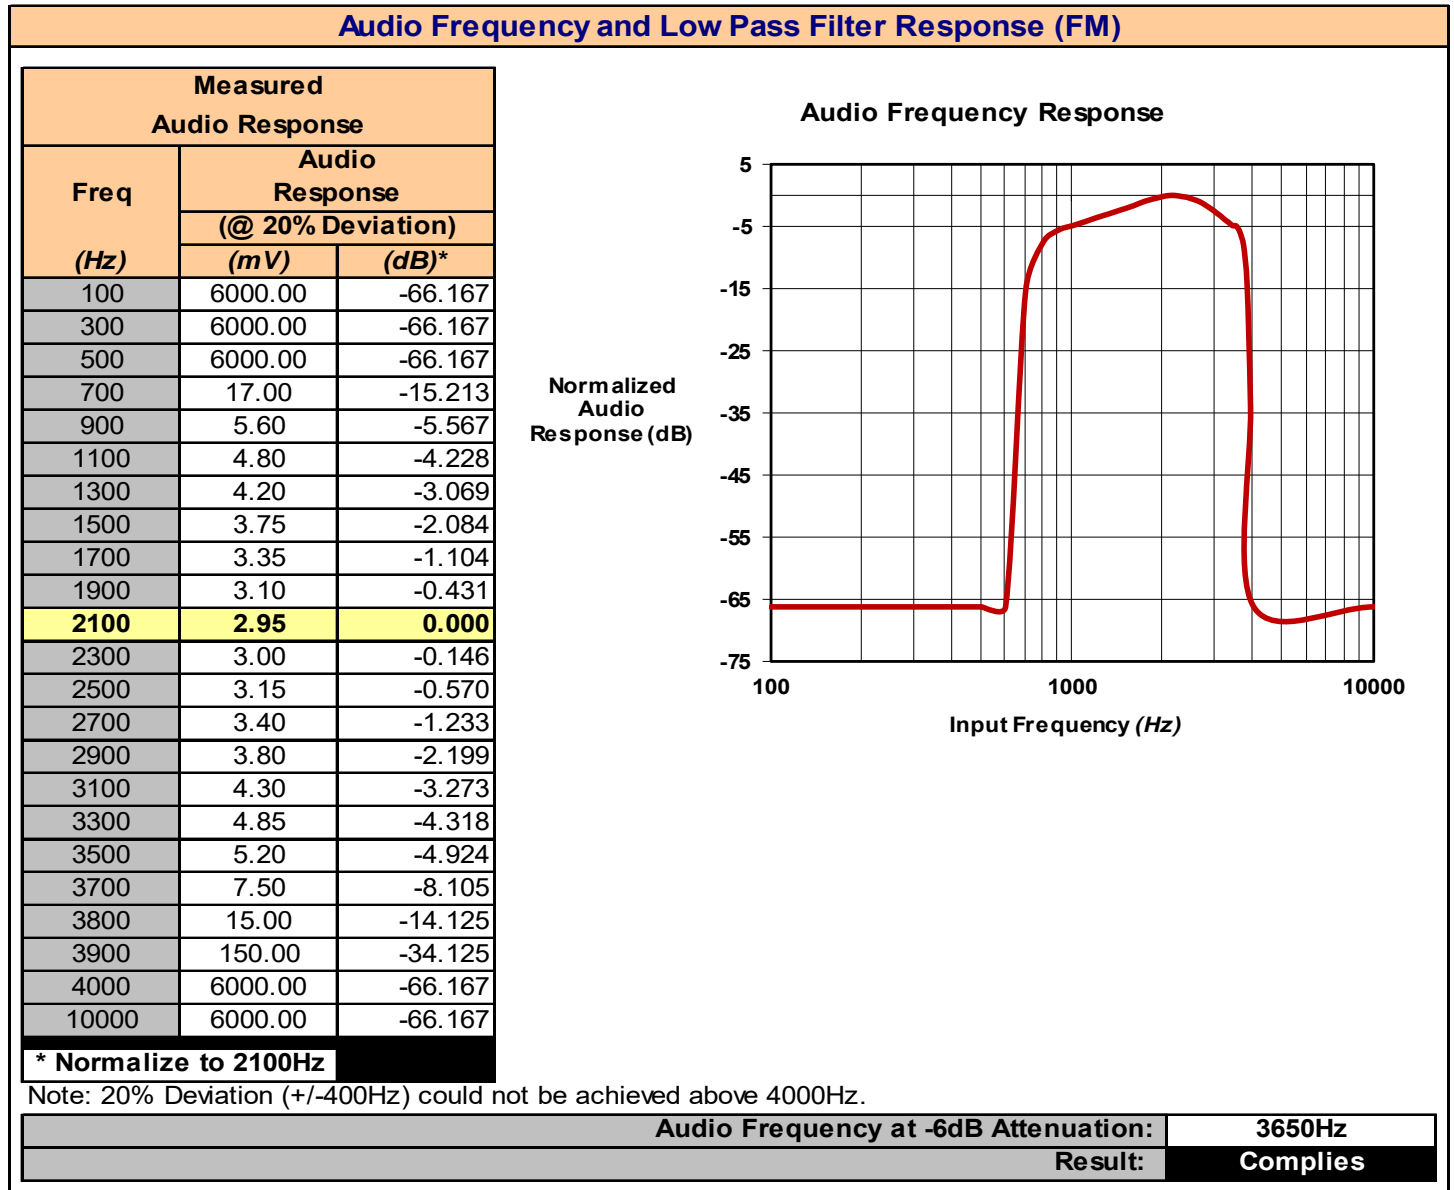 Audio Frequency and Low Pass Filter Response (FM)
Measured
Audio Response
Freq
(Hz)
Audio
Response
(@ 20% Deviation)
(mV) (dB)*
100 6000.00 -66.167
300 6000.00 -66.167
500 6000.00 -66.167
700 17.00 -15.213
900 5.60 -5.567
1100 4.80 -4.228
1300 4.20 -3.069
1500 3.75 -2.084
1700 3.35 -1.104
1900 3.10 -0.431
2100 2.95 0.000
2300 3.00 -0.146
2500 3.15 -0.570
2700 3.40 -1.233
2900 3.80 -2.199
3100 4.30 -3.273
3300 4.85 -4.318
3500 5.20 -4.924
3700 7.50 -8.105
3800 15.00 -14.125
3900 150.00 -34.125
4000 6000.00 -66.167
10000 6000.00 -66.167
* Normalize to 2100Hz
Audio Frequency Response
Normalized
Audio
Response (dB)
5
-5
-15
-25
-35
-45
-55
-65
-75
100 1000 10000
Input Frequency (Hz)
Note: 20% Deviation (+/-400Hz) could not be achieved above 4000Hz.
Audio Frequency at -6dB Attenuation: 3650Hz
Result: Complies